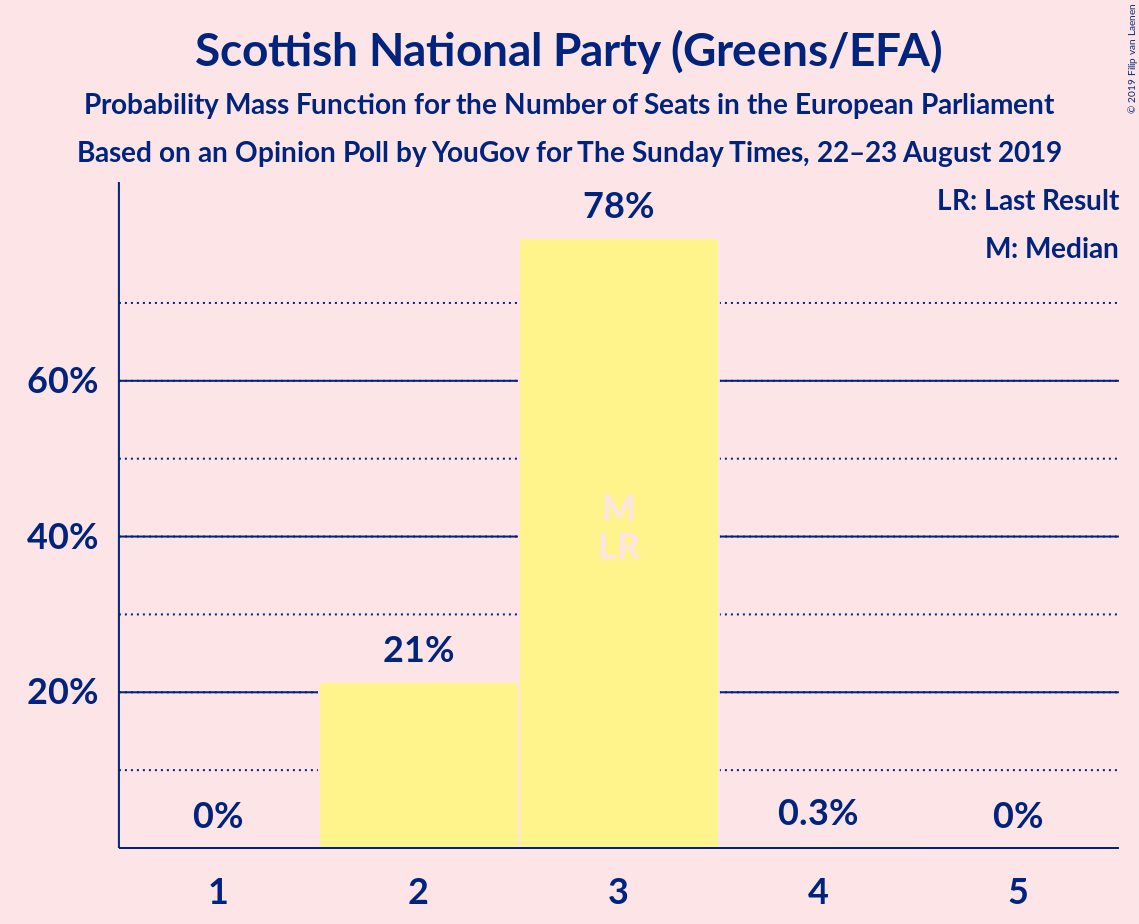 Scottish National Party (Greens/EFA)
Probability Mass Function for the Number of Seats in the European Parliament
Based on an Opinion Poll by YouGov for The Sunday Times, 22–23 August 2019
© 2019 Filip van Laenen
LR: Last Result
M: Median
78%
60%
M
40%
LR
21%
20%
0%
0.3%
0%
1 2 3 4 5